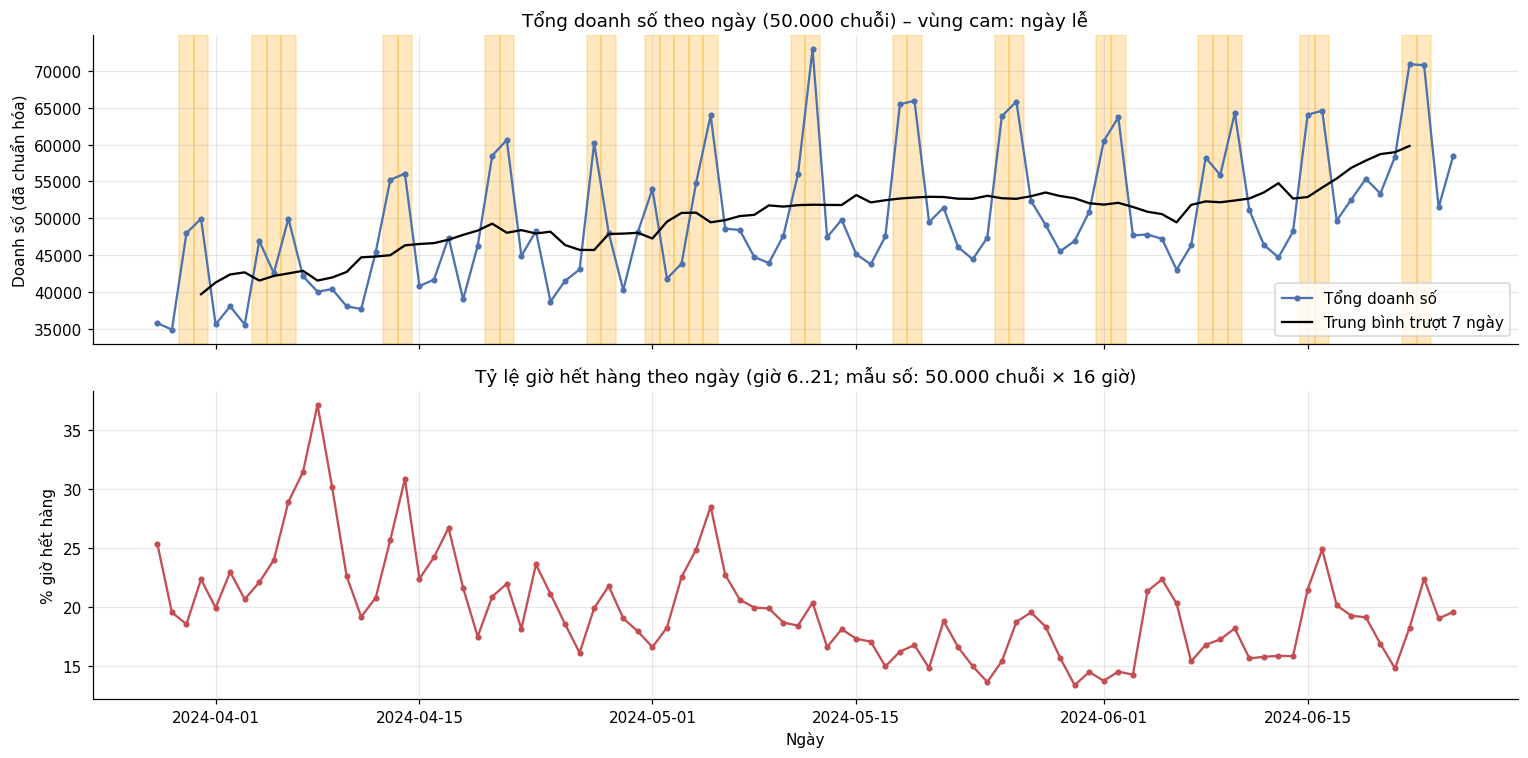 Tổng doanh số theo ngày (50.000 chuỗi) – vùng cam: ngày lễ
Doanh số (đã chuẩn hóa)
70000
65000
60000
55000
50000
45000
40000
35000
Tổng doanh số
Trung bình trượt 7 ngày
Tỷ lệ giờ hết hàng theo ngày (giờ 6..21; mẫu số: 50.000 chuỗi × 16 giờ)
% giờ hết hàng
35
30
25
20
15
2024-04-01
2024-04-15
2024-05-01
2024-05-15
2024-06-01
2024-06-15
Ngày